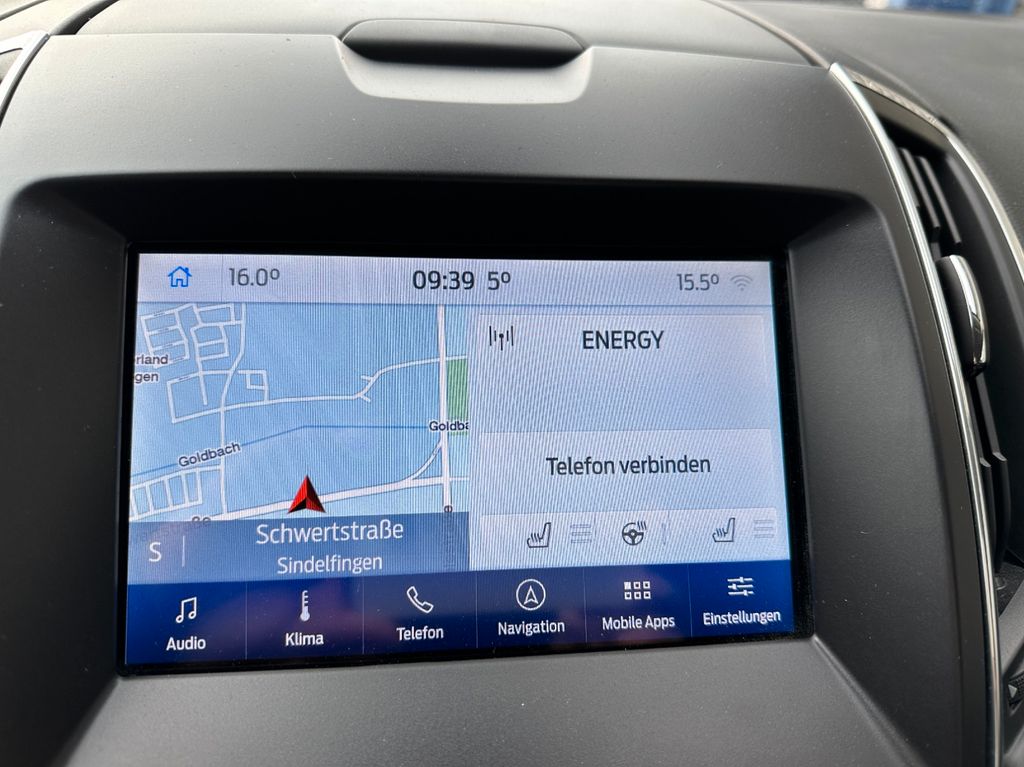 16.0° 09:39 5° 15.5°
rland
gen
Goldbach
Goldba
S
Schwertstraße
Sindelfingen
ENERGY
Telefon verbinden
Audio
Klima
Telefon
Navigation
Mobile Apps
Einstellungen